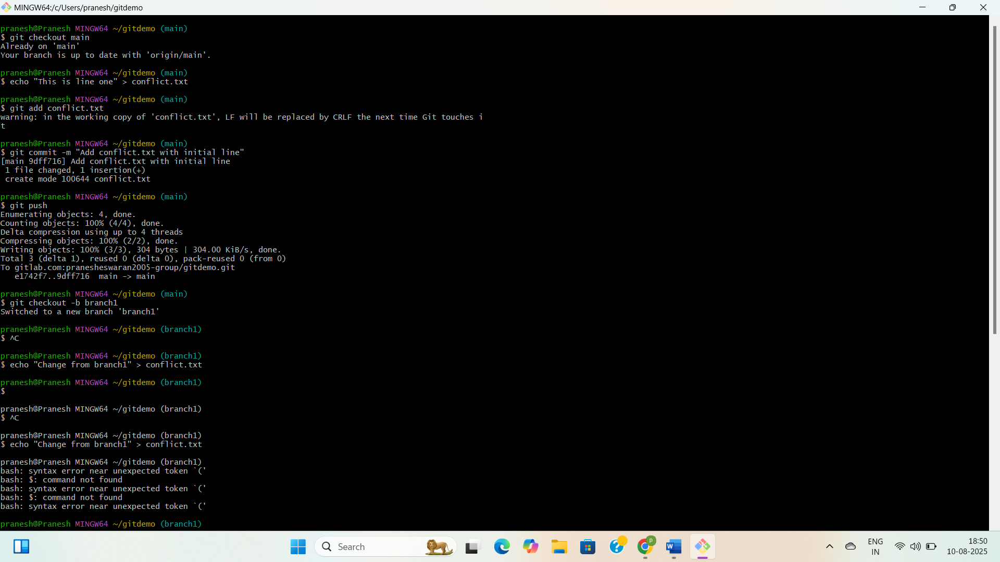 MINGW64:/c/Users/pranesh/gitdemo
pranesh@Pranesh MINGW64 ~/gitdemo (main)
$ git checkout main
Already on 'main'
Your branch is up to date with 'origin/main'.
pranesh@Pranesh MINGW64 ~/gitdemo (main)
$ echo "This is line one" > conflict.txt
pranesh@Pranesh MINGW64 ~/gitdemo (main)
$ git add conflict.txt
warning: in the working copy of 'conflict.txt', LF will be replaced by CRLF the next time Git touches i
t
pranesh@Pranesh MINGW64 ~/gitdemo (main)
$ git commit -m "Add conflict.txt with initial line"
[main 9dff716] Add conflict.txt with initial line
 1 file changed, 1 insertion(+)
 create mode 100644 conflict.txt
pranesh@Pranesh MINGW64 ~/gitdemo (main)
$ git push
Enumerating objects: 4, done.
Counting objects: 100% (4/4), done.
Delta compression using up to 4 threads
Compressing objects: 100% (2/2), done.
Writing objects: 100% (3/3), 304 bytes | 304.00 KiB/s, done.
Total 3 (delta 1), reused 0 (delta 0), pack-reused 0 (from 0)
To gitlab.com:pranesheswaran2005-group/gitdemo.git
   e1742f7..9dff716  main -> main
pranesh@Pranesh MINGW64 ~/gitdemo (main)
$ git checkout -b branch1
Switched to a new branch 'branch1'
pranesh@Pranesh MINGW64 ~/gitdemo (branch1)
$ ^C
pranesh@Pranesh MINGW64 ~/gitdemo (branch1)
$ echo "Change from branch1" > conflict.txt
pranesh@Pranesh MINGW64 ~/gitdemo (branch1)
$
pranesh@Pranesh MINGW64 ~/gitdemo (branch1)
$ ^C
pranesh@Pranesh MINGW64 ~/gitdemo (branch1)
$ echo "Change from branch1" > conflict.txt
pranesh@Pranesh MINGW64 ~/gitdemo (branch1)
bash: syntax error near unexpected token `('
bash: $: command not found
bash: syntax error near unexpected token `('
bash: $: command not found
bash: syntax error near unexpected token `('
pranesh@Pranesh MINGW64 ~/gitdemo (branch1)
Search
P
W
ENG
IN
18:50
10-08-2025